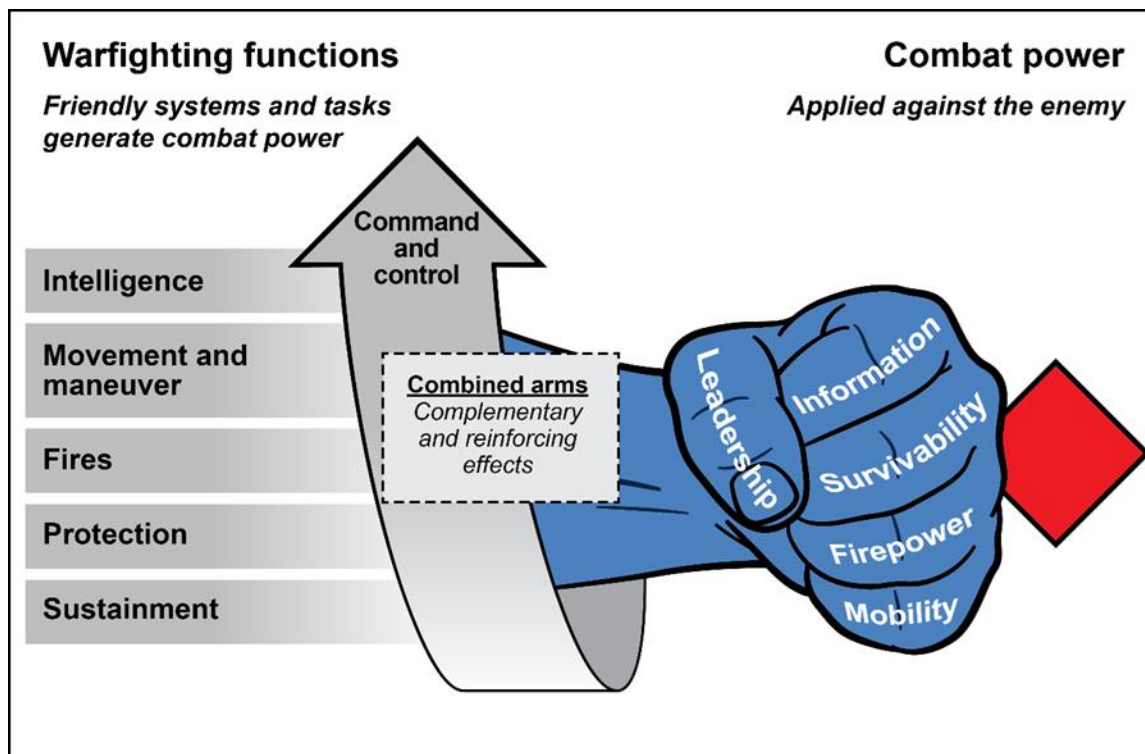 Warfighting functions
Friendly systems and tasks
generate combat power
Combat power
Applied against the enemy
Command
and
control
Intelligence
Movement and
maneuver
Fires
Protection
Sustainment
Combined arms
Complementary
and reinforcing
effects
Leadership
Information
Survivability
Firepower
Mobility